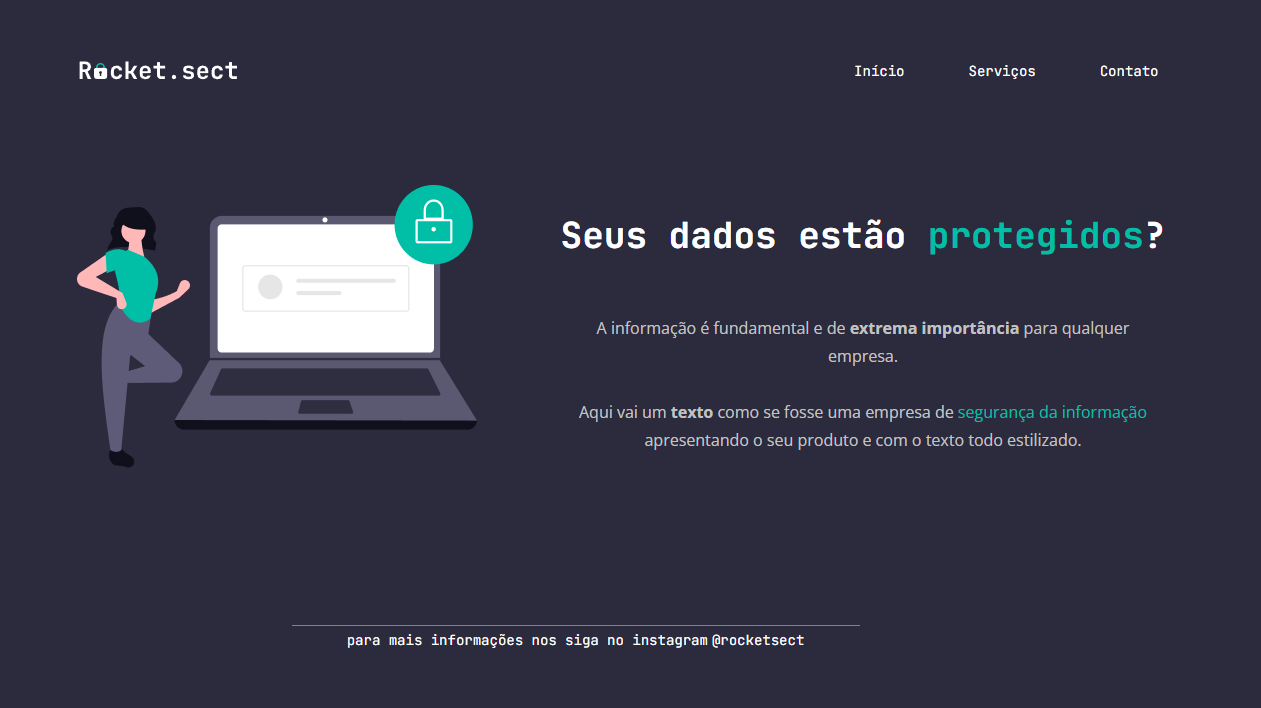 Rocket.sect
Início Serviços Contato
Seus dados estão protegidos?
A informação é fundamental e de extrema importância para qualquer
empresa.
Aqui vai um texto como se fosse uma empresa de segurança da informação
apresentando o seu produto e com o texto todo estilizado.
para mais informações nos siga no instagram @rocketsect